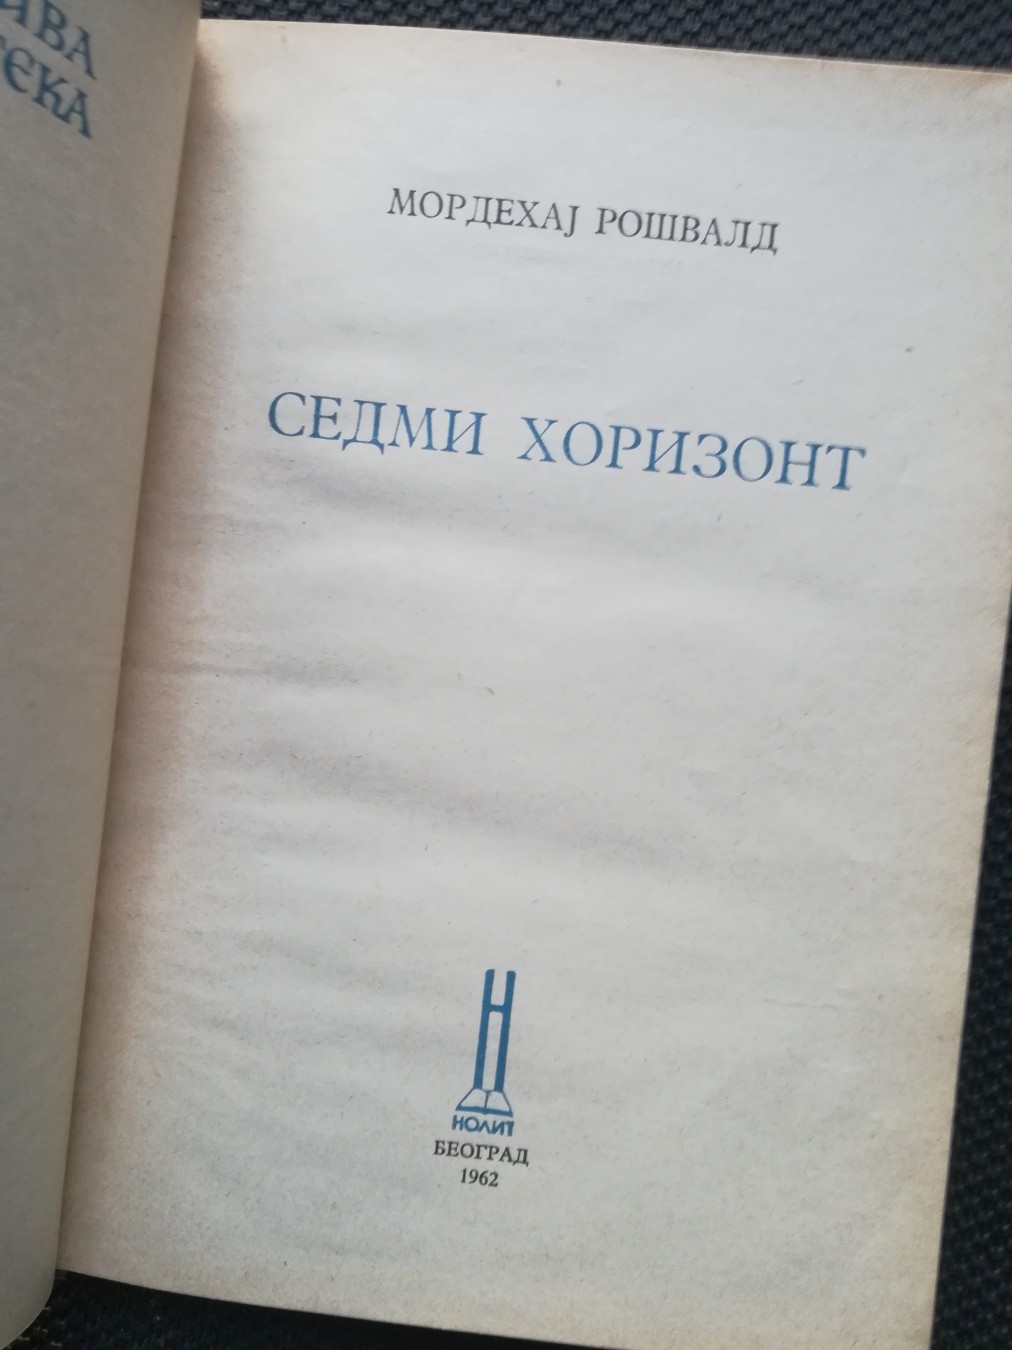 МОРДЕХАЈ РОШВАЛД
СЕДМИ ХОРИЗОНТ
НОЛИТ
БЕОГРАД
1962